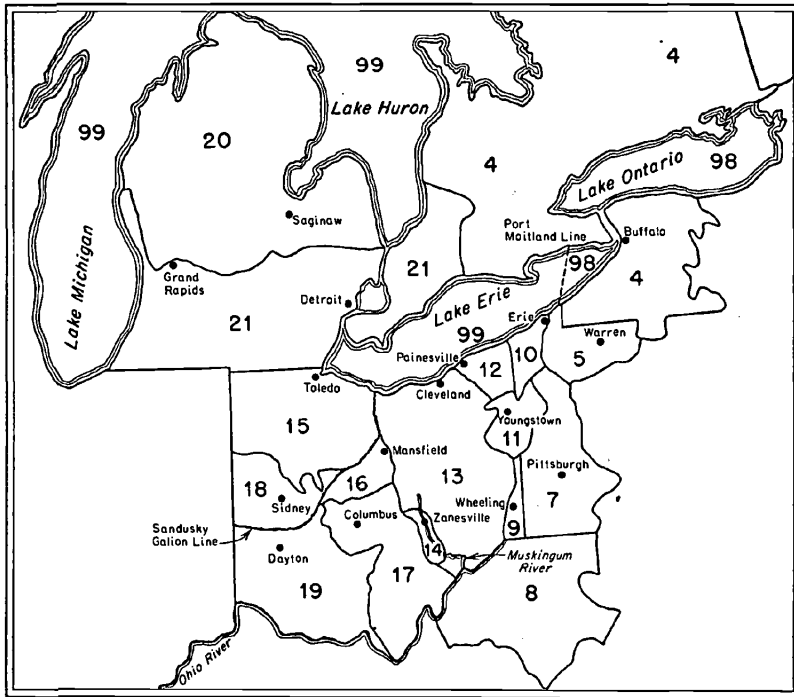 99
4
Lake Huron
99
20
98
Lake Ontario
4
Saginaw
Port
Maitland Line
Buffalo
Lake Michigan
Grand
Rapids
21
98
4
Detroit
Lake Erie
21
99
Erie
Warren
Painesville
10
5
12
Toledo
Cleveland
Youngstown
15
11
Mansfield
13
Pittsburgh
16
7
18
Wheeling
Sidney
Columbus
Zanesville
9
Sandusky
Galion Line
14
Muskingum
River
Dayton
17
8
19
Ohio River